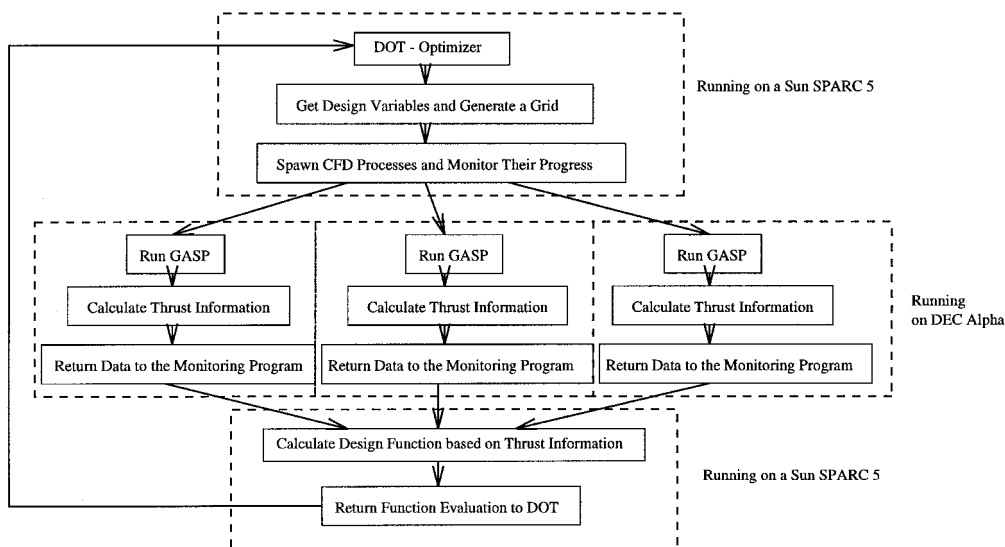 DOT - Optimizer
Running on a Sun SPARC 5
Get Design Variables and Generate a Grid
Spawn CFD Processes and Monitor Their Progress
Run GASP
Run GASP
Run GASP
Calculate Thrust Information
Calculate Thrust Information
Calculate Thrust Information
Running
on DEC Alpha
Return Data to the Monitoring Program
Return Data to the Monitoring Program
Return Data to the Monitoring Program
Calculate Design Function based on Thrust Information
Running on a Sun SPARC 5
Return Function Evaluation to DOT